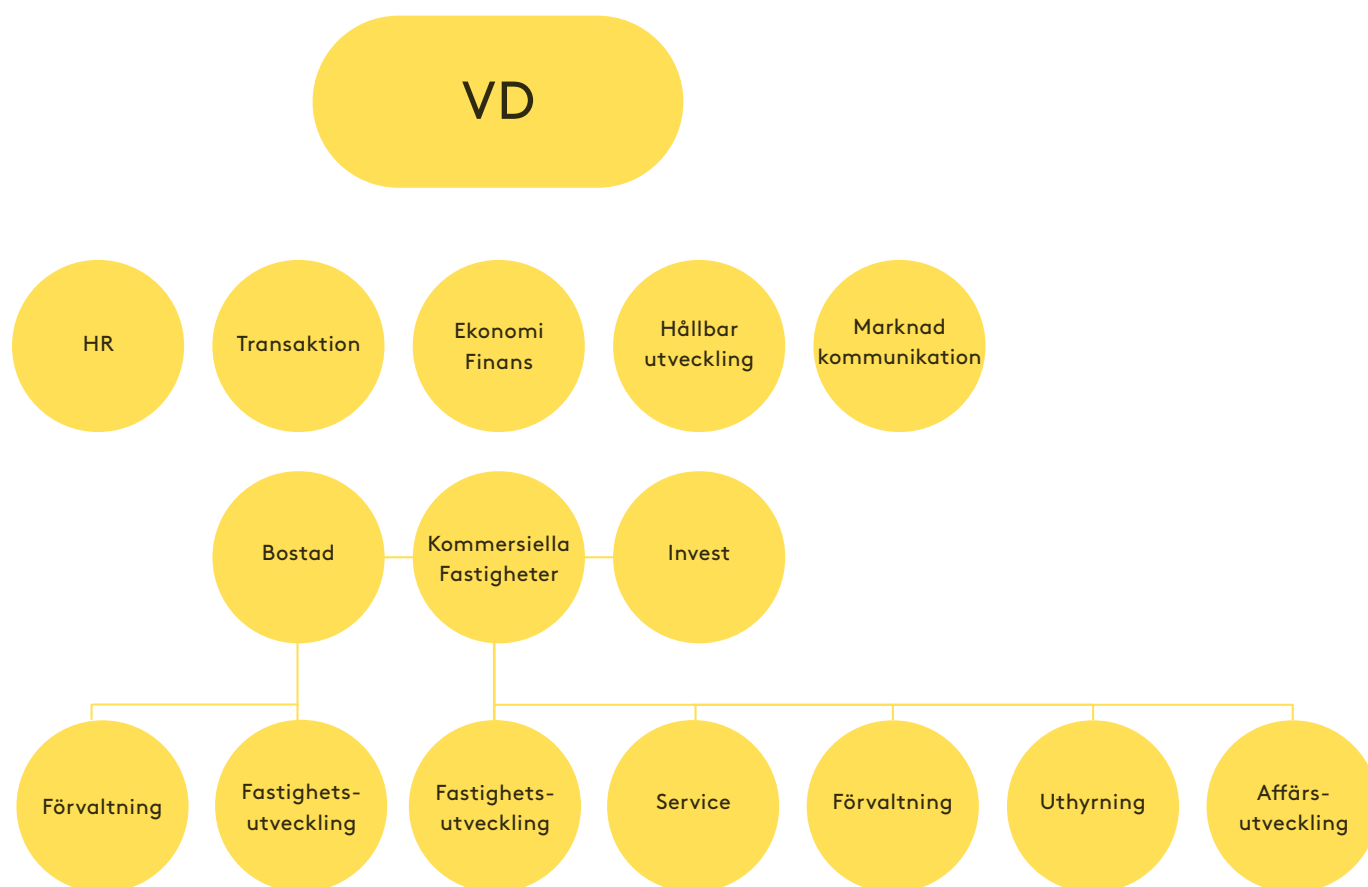 VD
HR
Transaktion
Ekonomi
Finans
Hållbar
utveckling
Marknad
kommunikation
Bostad
Kommersiella
Fastigheter
Invest
Förvaltning
Fastighets-
utveckling
Fastighets-
utveckling
Service
Förvaltning
Uthyrning
Affärs-
utveckling